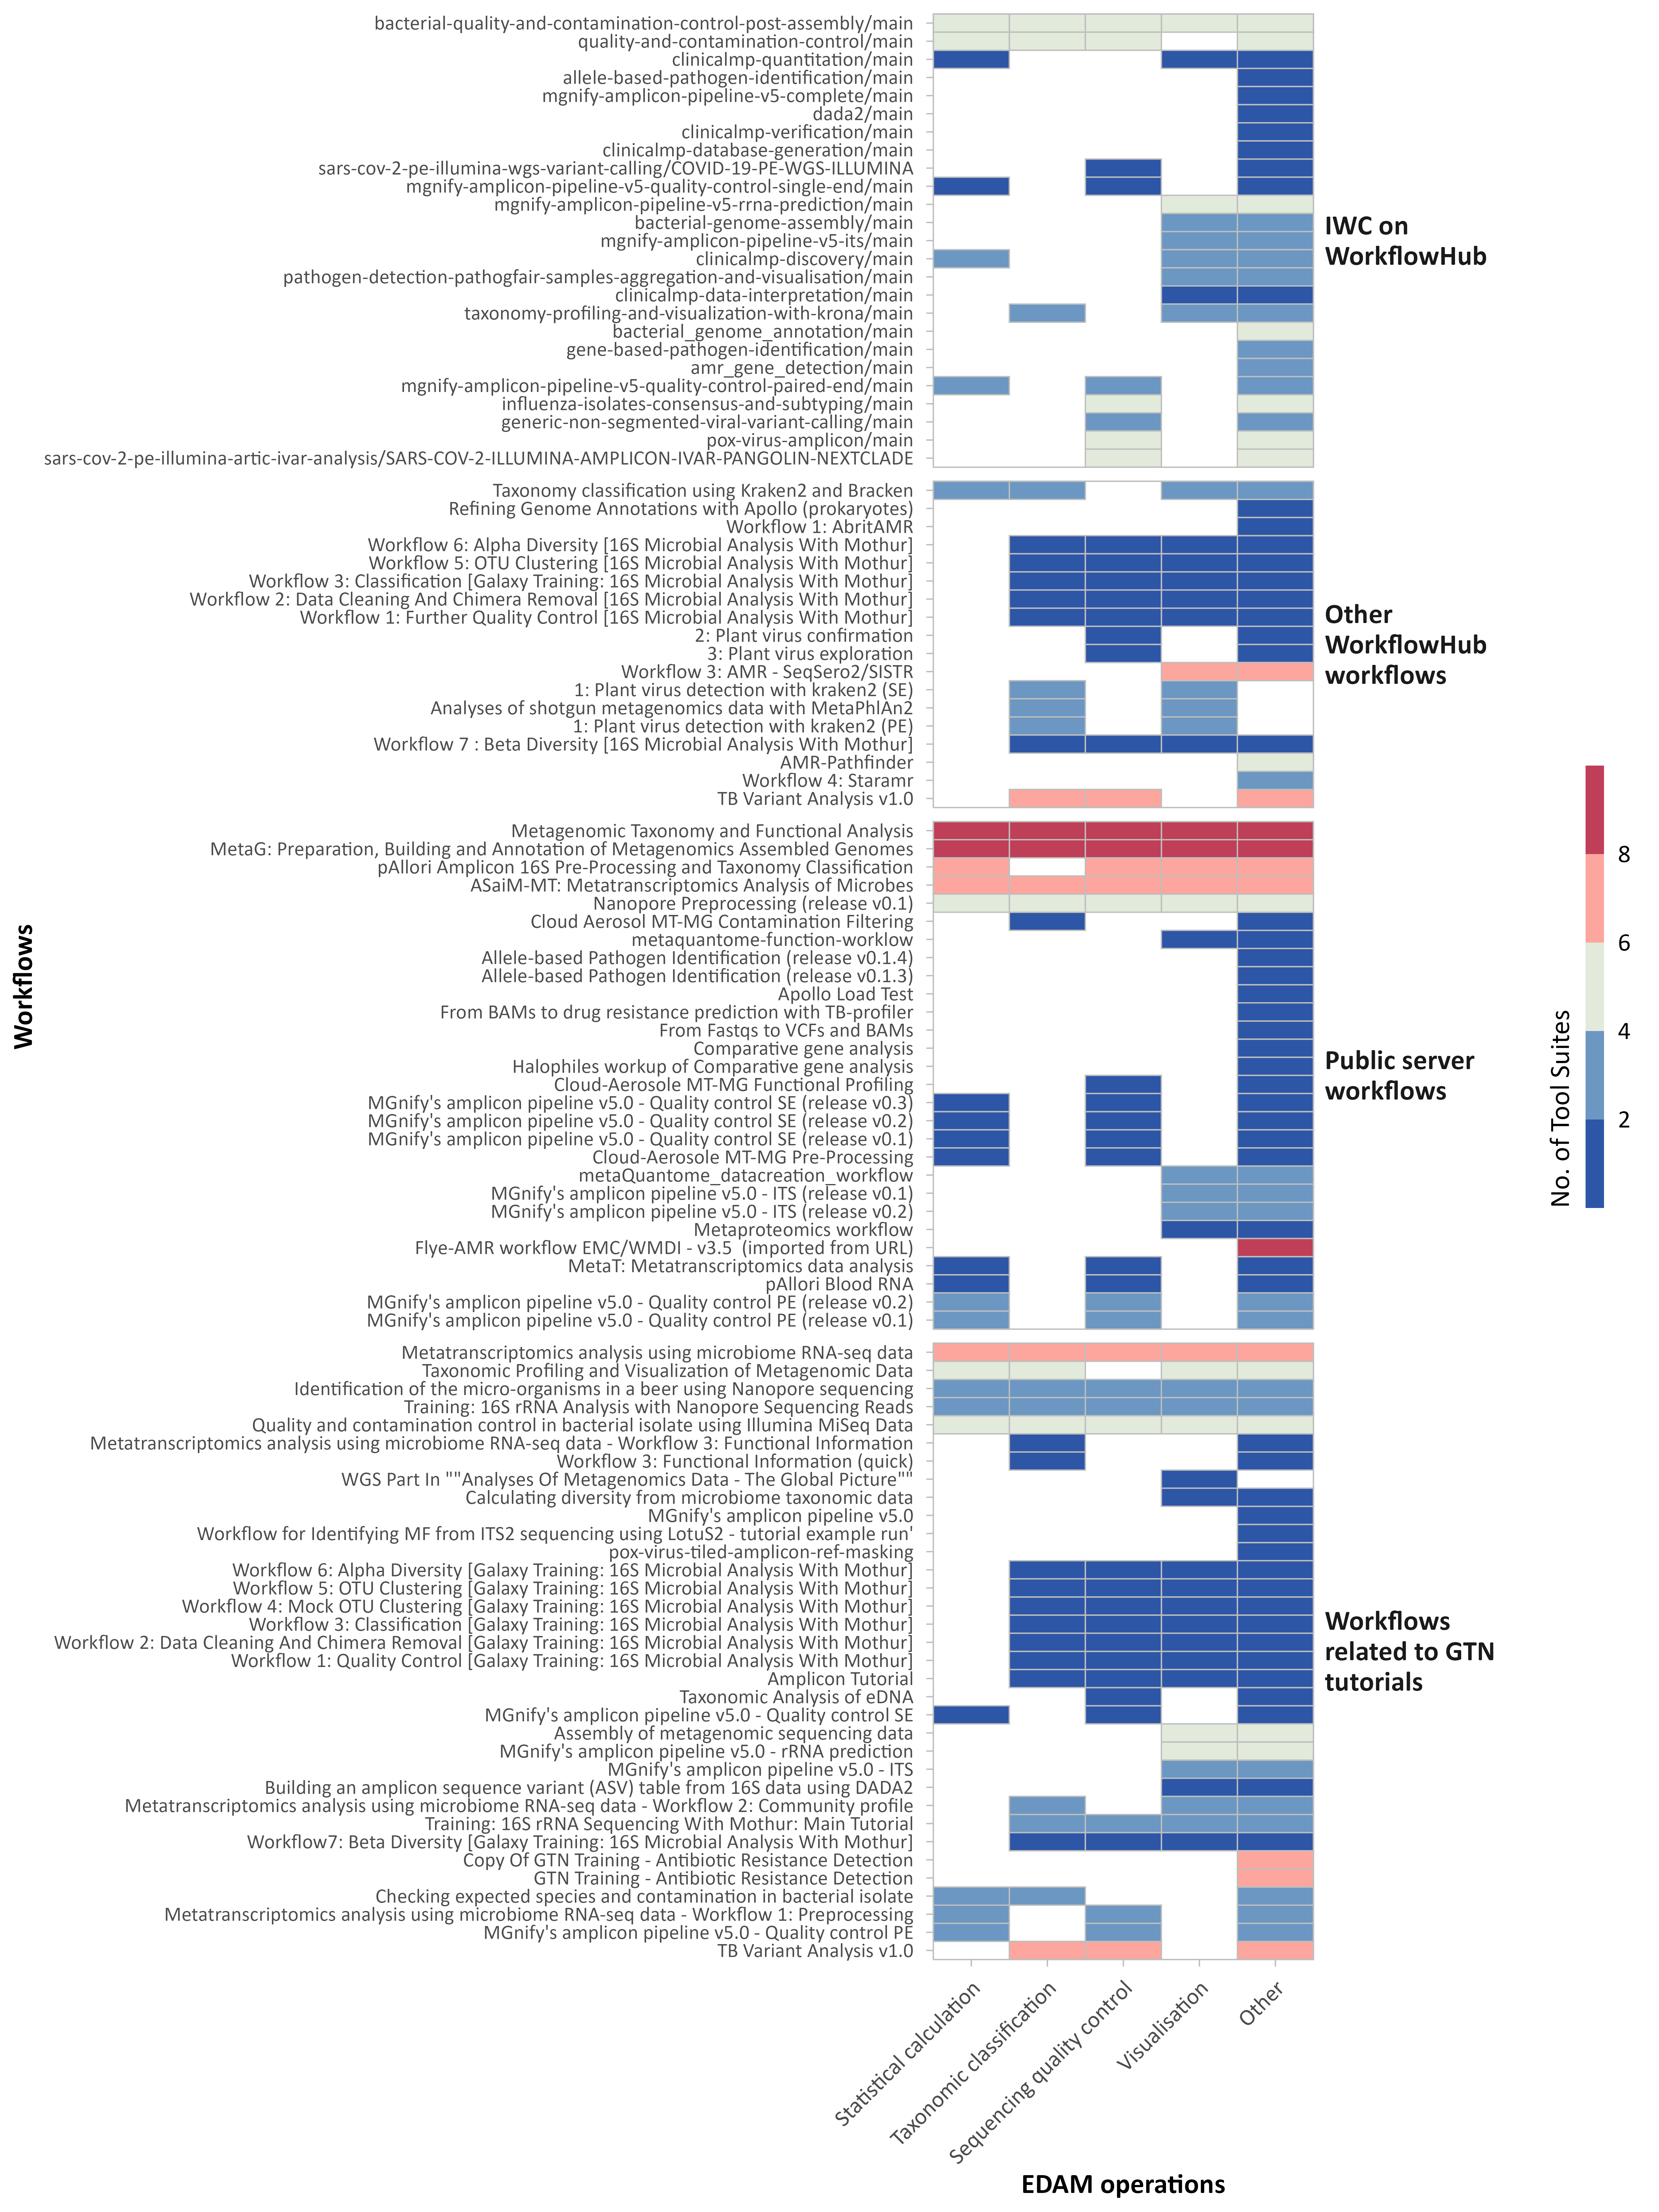 bacterial-quality-and-contamination-control-post-assembly/main
quality-and-contamination-control/main
clinicalmp-quantitation/main
allele-based-pathogen-identification/main
mgnify-amplicon-pipeline-v5-complete/main
dada2/main
clinicalmp-verification/main
clinicalmp-database-generation/main
sars-cov-2-pe-illumina-wgs-variant-calling/COVID-19-PE-WGS-ILLUMINA
mgnify-amplicon-pipeline-v5-quality-control-single-end/main
mgnify-amplicon-pipeline-v5-rrna-prediction/main
bacterial-genome-assembly/main
mgnify-amplicon-pipeline-v5-its/main
clinicalmp-discovery/main
pathogen-detection-pathogfair-samples-aggregation-and-visualisation/main
clinicalmp-data-interpretation/main
taxonomy-profiling-and-visualization-with-krona/main
bacterial_genome_annotation/main
gene-based-pathogen-identification/main
amr_gene_detection/main
mgnify-amplicon-pipeline-v5-quality-control-paired-end/main
influenza-isolates-consensus-and-subtyping/main
generic-non-segmented-viral-variant-calling/main
pox-virus-amplicon/main
sars-cov-2-pe-illumina-artic-ivar-analysis/SARS-COV-2-ILLUMINA-AMPLICON-IVAR-PANGOLIN-NEXTCLADE
IWC on
WorkflowHub
Taxonomy classification using Kraken2 and Bracken
Refining Genome Annotations with Apollo (prokaryotes)
Workflow 1: AbritAMR
Workflow 6: Alpha Diversity [16S Microbial Analysis With Mothur]
Workflow 5: OTU Clustering [16S Microbial Analysis With Mothur]
Workflow 3: Classification [Galaxy Training: 16S Microbial Analysis With Mothur]
Workflow 2: Data Cleaning And Chimera Removal [16S Microbial Analysis With Mothur]
Workflow 1: Further Quality Control [16S Microbial Analysis With Mothur]
2: Plant virus confirmation
3: Plant virus exploration
Workflow 3: AMR - SeqSero2/SISTR
1: Plant virus detection with kraken2 (SE)
Analyses of shotgun metagenomics data with MetaPhlAn2
1: Plant virus detection with kraken2 (PE)
Workflow 7 : Beta Diversity [16S Microbial Analysis With Mothur]
AMR-Pathfinder
Workflow 4: Staramr
TB Variant Analysis v1.0
Other
WorkflowHub
workflows
Metagenomic Taxonomy and Functional Analysis
MetaG: Preparation, Building and Annotation of Metagenomics Assembled Genomes
pAllori Amplicon 16S Pre-Processing and Taxonomy Classification
ASaiM-MT: Metatranscriptomics Analysis of Microbes
Nanopore Preprocessing (release v0.1)
Cloud Aerosol MT-MG Contamination Filtering
metaquantome-function-worklow
Allele-based Pathogen Identification (release v0.1.4)
Allele-based Pathogen Identification (release v0.1.3)
Apollo Load Test
From BAMs to drug resistance prediction with TB-profiler
From Fastqs to VCFs and BAMs
Comparative gene analysis
Halophiles workup of Comparative gene analysis
Cloud-Aerosole MT-MG Functional Profiling
MGnify's amplicon pipeline v5.0 - Quality control SE (release v0.3)
MGnify's amplicon pipeline v5.0 - Quality control SE (release v0.2)
MGnify's amplicon pipeline v5.0 - Quality control SE (release v0.1)
Cloud-Aerosole MT-MG Pre-Processing
metaQuantome_datacreation_workflow
MGnify's amplicon pipeline v5.0 - ITS (release v0.1)
MGnify's amplicon pipeline v5.0 - ITS (release v0.2)
Metaproteomics workflow
Flye-AMR workflow EMC/WMDI - v3.5 (imported from URL)
MetaT: Metatranscriptomics data analysis
pAllori Blood RNA
MGnify's amplicon pipeline v5.0 - Quality control PE (release v0.2)
MGnify's amplicon pipeline v5.0 - Quality control PE (release v0.1)
Public server
workflows
Metatranscriptomics analysis using microbiome RNA-seq data
Taxonomic Profiling and Visualization of Metagenomic Data
Identification of the micro-organisms in a beer using Nanopore sequencing
Training: 16S rRNA Analysis with Nanopore Sequencing Reads
Quality and contamination control in bacterial isolate using Illumina MiSeq Data
Metatranscriptomics analysis using microbiome RNA-seq data - Workflow 3: Functional Information
Workflow 3: Functional Information (quick)
WGS Part In ""Analyses Of Metagenomics Data - The Global Picture""
Calculating diversity from microbiome taxonomic data
MGnify's amplicon pipeline v5.0
Workflow for Identifying MF from ITS2 sequencing using LotuS2 - tutorial example run'
pox-virus-tiled-amplicon-ref-masking
Workflow 6: Alpha Diversity [Galaxy Training: 16S Microbial Analysis With Mothur]
Workflow 5: OTU Clustering [Galaxy Training: 16S Microbial Analysis With Mothur]
Workflow 4: Mock OTU Clustering [Galaxy Training: 16S Microbial Analysis With Mothur]
Workflow 3: Classification [Galaxy Training: 16S Microbial Analysis With Mothur]
Workflow 2: Data Cleaning And Chimera Removal [Galaxy Training: 16S Microbial Analysis With Mothur]
Workflow 1: Quality Control [Galaxy Training: 16S Microbial Analysis With Mothur]
Amplicon Tutorial
Taxonomic Analysis of eDNA
MGnify's amplicon pipeline v5.0 - Quality control SE
Assembly of metagenomic sequencing data
MGnify's amplicon pipeline v5.0 - rRNA prediction
MGnify's amplicon pipeline v5.0 - ITS
Building an amplicon sequence variant (ASV) table from 16S data using DADA2
Metatranscriptomics analysis using microbiome RNA-seq data - Workflow 2: Community profile
Training: 16S rRNA Sequencing With Mothur: Main Tutorial
Workflow7: Beta Diversity [Galaxy Training: 16S Microbial Analysis With Mothur]
Copy Of GTN Training - Antibiotic Resistance Detection
GTN Training - Antibiotic Resistance Detection
Checking expected species and contamination in bacterial isolate
Metatranscriptomics analysis using microbiome RNA-seq data - Workflow 1: Preprocessing
MGnify's amplicon pipeline v5.0 - Quality control PE
TB Variant Analysis v1.0
Workflows
related to GTN
tutorials
Workflows
No. of Tool Suites
8
6
4
2
Statistical calculation
Taxonomic classification
Sequencing quality control
Visualisation
Other
EDAM operations